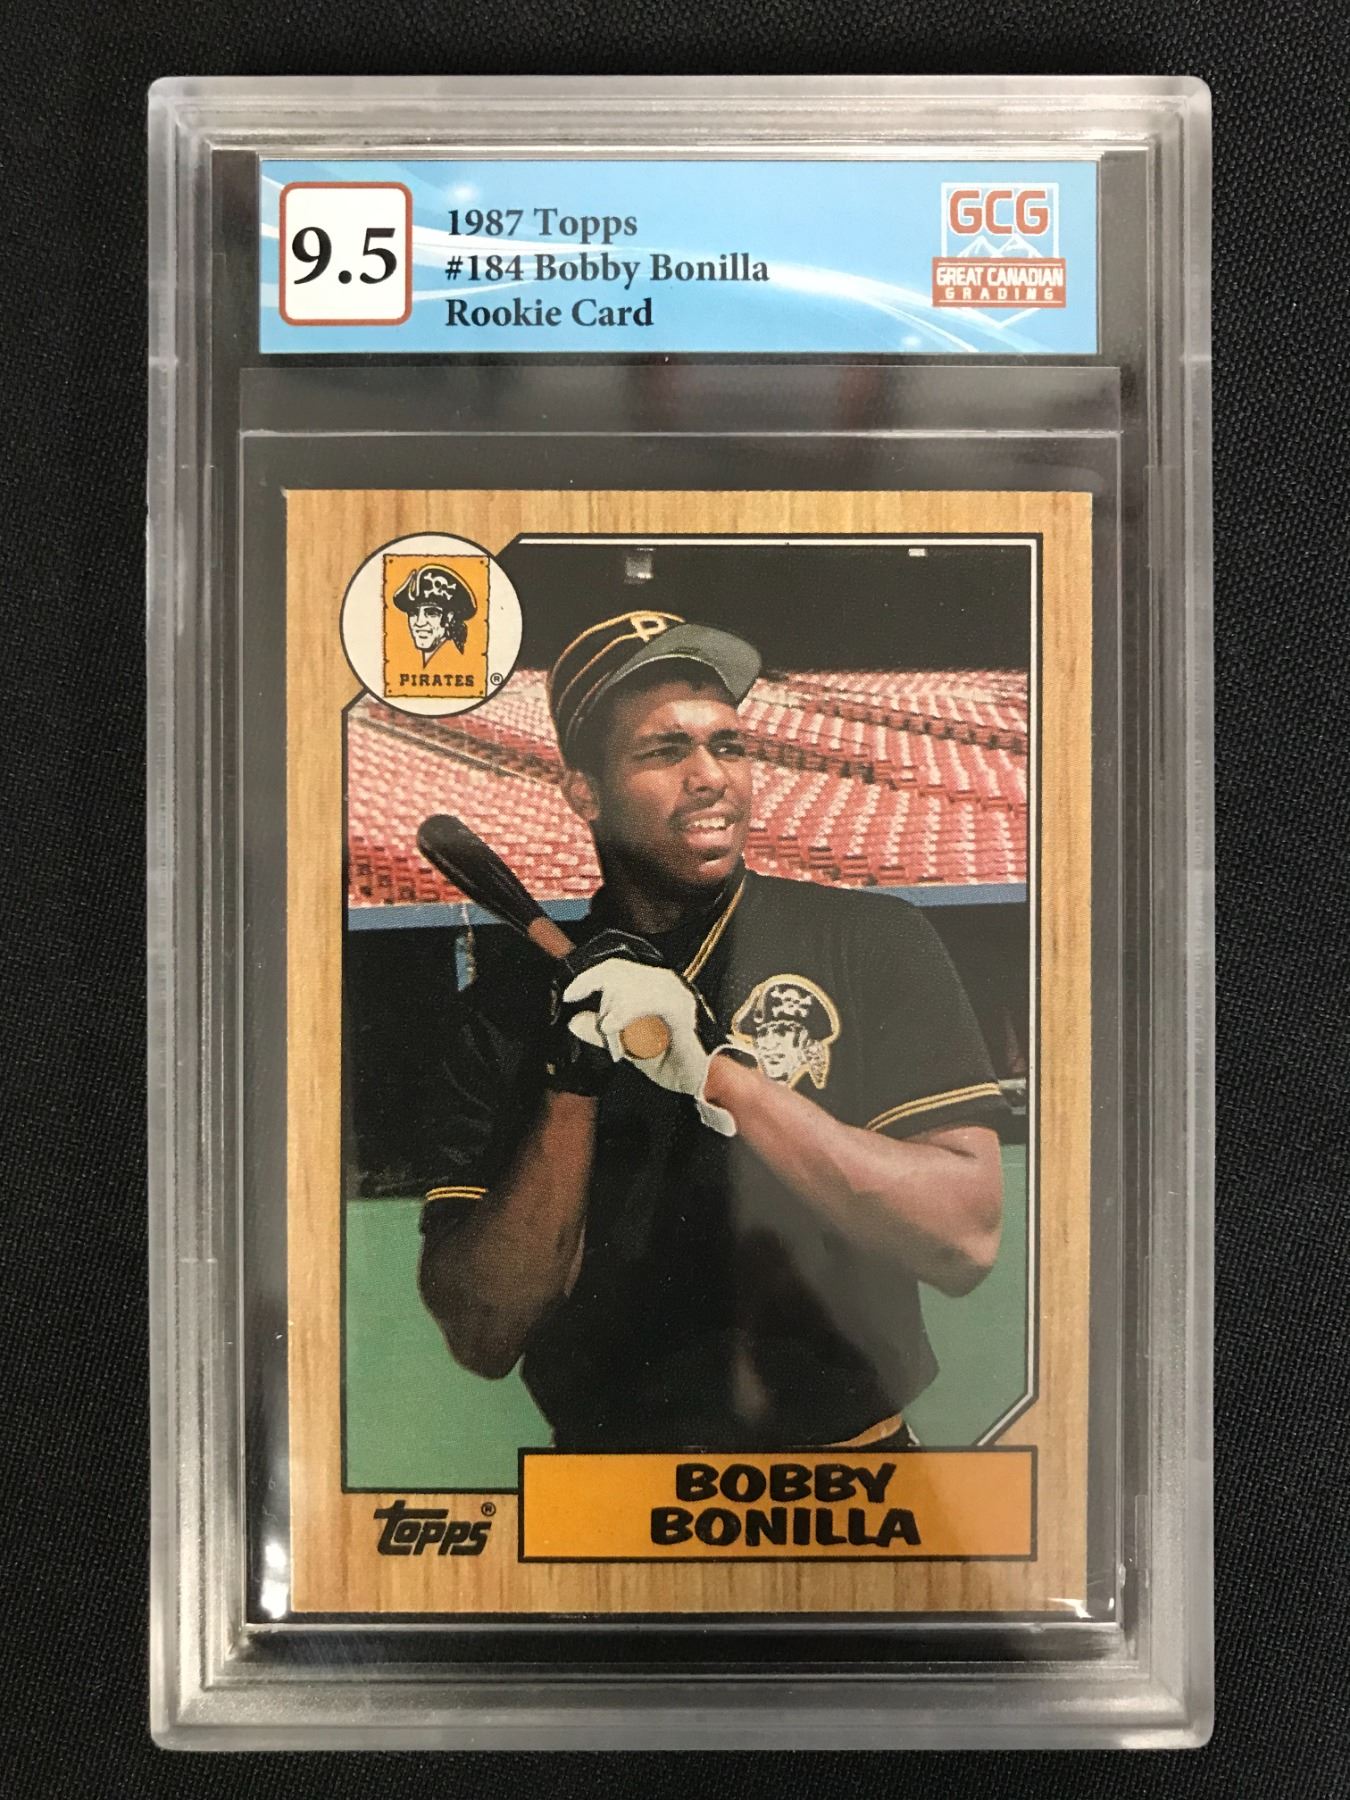 9.5
1987 Topps
#184 Bobby Bonilla
Rookie Card
GCG
GREAT CANADIAN
GRADING
PIRATES ®
P
topps®
BOBBY
BONILLA